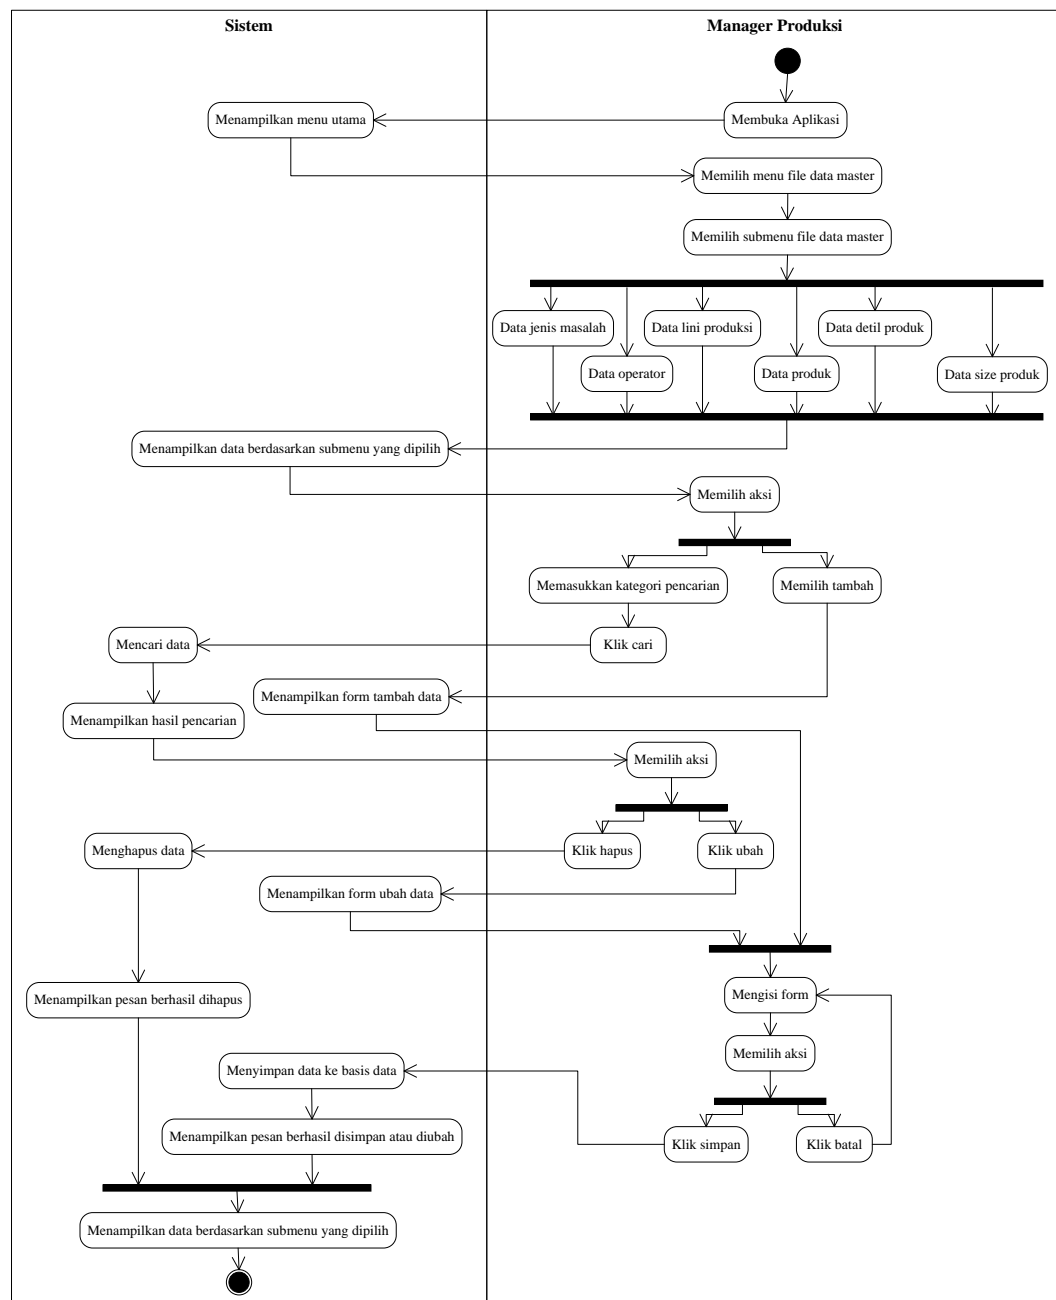 Sistem
Manager Produksi
Membuka Aplikasi
Menampilkan menu utama
Memilih menu file data master
Memilih submenu file data master
Data jenis masalah
Data lini produksi
Data detil produk
Data operator
Data produk
Data size produk
Menampilkan data berdasarkan submenu yang dipilih
Memilih aksi
Memasukkan kategori pencarian
Memilih tambah
Mencari data
Klik cari
Menampilkan form tambah data
Menampilkan hasil pencarian
Memilih aksi
Menghapus data
Klik hapus
Klik ubah
Menampilkan form ubah data
Menampilkan pesan berhasil dihapus
Mengisi form
Memilih aksi
Menyimpan data ke basis data
Menampilkan pesan berhasil disimpan atau diubah
Klik simpan
Klik batal
Menampilkan data berdasarkan submenu yang dipilih